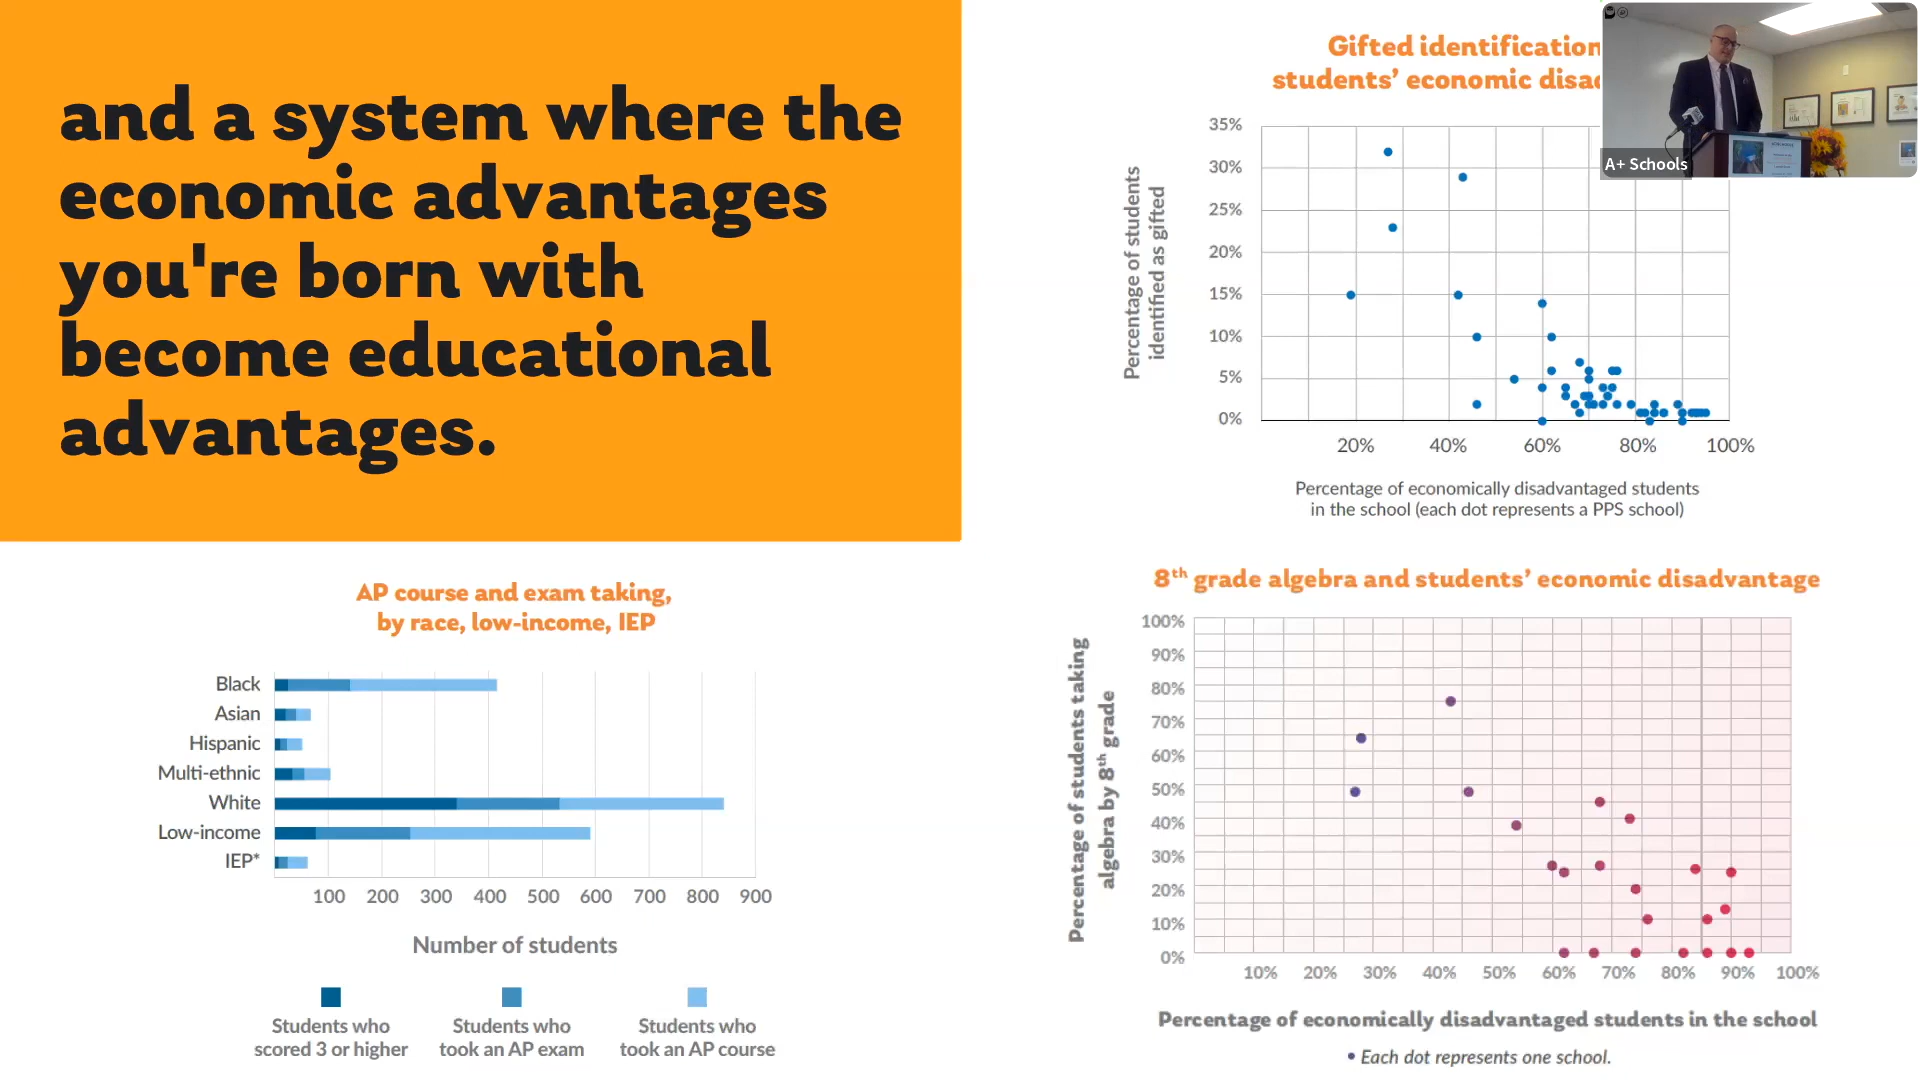 and a system where the
economic advantages
you're born with
become educational
advantages.
Gifted identification
students' economic disa
A+ Schools
Percentage of students
identified as gifted
35%
30%
25%
20%
15%
10%
5%
0%
20% 40% 60% 80% 100%
Percentage of economically disadvantaged students
in the school (each dot represents a PPS school)
AP course and exam taking,
by race, low-income, IEP
Black
Asian
Hispanic
Multi-ethnic
White
Low-income
IEP*
100 200 300 400 500 600 700 800 900
Number of students
Students who
scored 3 or higher
Students who
took an AP exam
Students who
took an AP course
8th grade algebra and students' economic disadvantage
Percentage of students taking
algebra by 8th grade
100%
90%
80%
70%
60%
50%
40%
30%
20%
10%
0%
10% 20% 30% 40% 50% 60% 70% 80% 90% 100%
Percentage of economically disadvantaged students in the school
• Each dot represents one school.